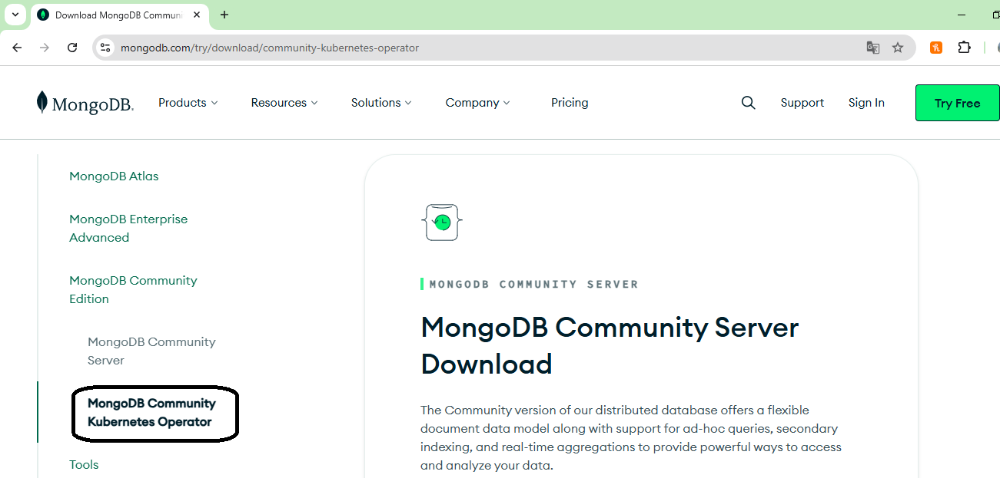 Download MongoDB Communi
mongodb.com/try/download/community-kubernetes-operator
MongoDB.
Products
Resources
Solutions
Company
Pricing
Support
Sign In
Try Free
MongoDB Atlas
MongoDB Enterprise
Advanced
MongoDB Community
Edition
MongoDB Community
Server
MongoDB Community
Kubernetes Operator
Tools
MONGODB COMMUNITY SERVER
MongoDB Community Server
Download
The Community version of our distributed database offers a flexible
document data model along with support for ad-hoc queries, secondary
indexing, and real-time aggregations to provide powerful ways to access
and analyze your data.